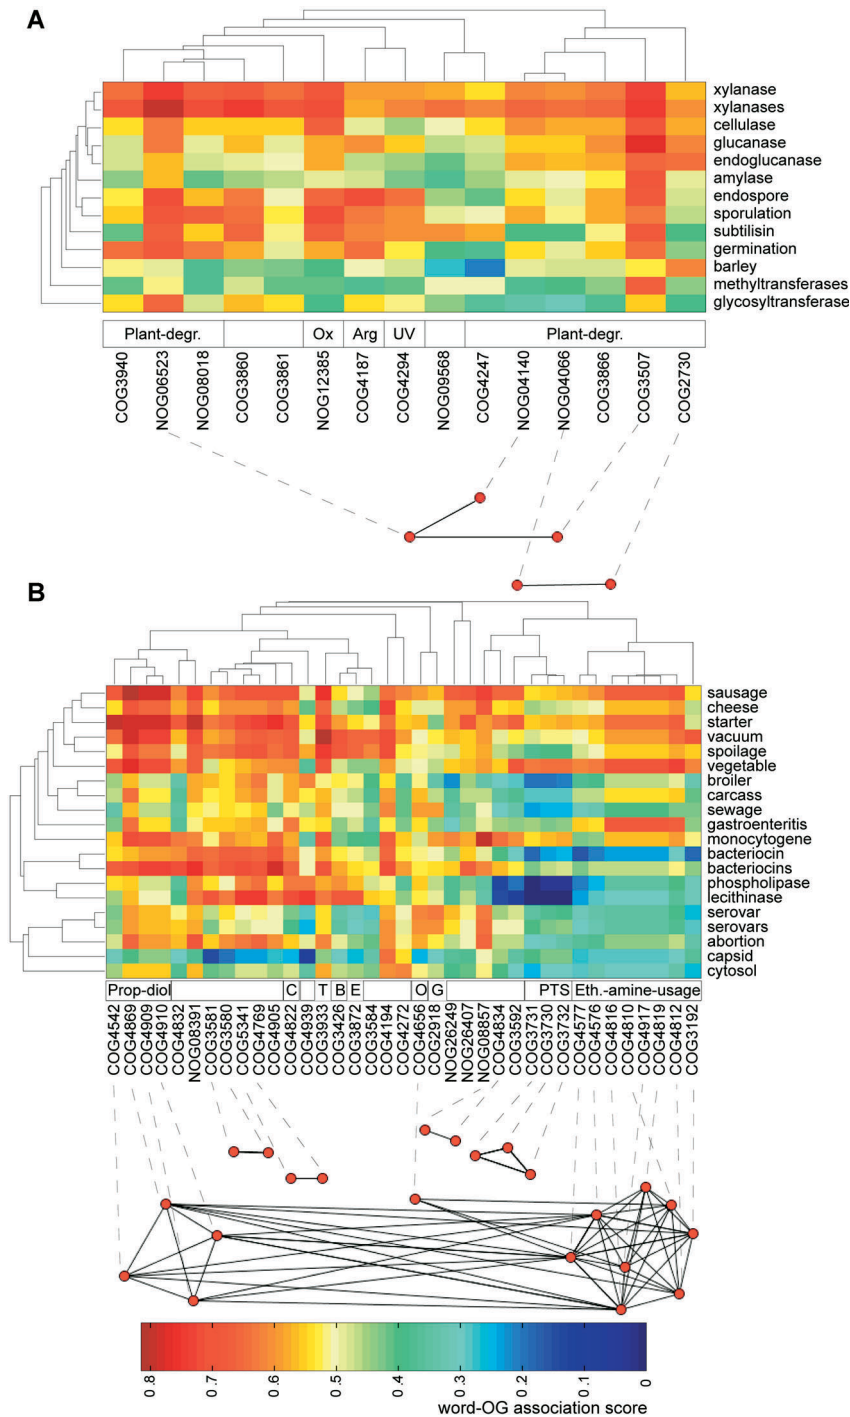 A
xylanase
xylanases
cellulase
glucanase
endoglucanase
amylase
endospore
sporulation
subtilisin
germination
barley
methyltransferases
glycosyltransferase
Plant-degr. Ox Arg UV Plant-degr.
COG3940
NOG06523
NOG08018
COG3860
COG3861
NOG12385
COG4187
COG4294
NOG09568
COG4247
NOG04140
NOG04066
COG3866
COG3507
COG2730
B
sausage
cheese
starter
vacuum
spoilage
vegetable
broiler
carcass
sewage
gastroenteritis
monocytogene
bacteriocin
bacteriocins
phospholipase
lecithinase
serovar
serovars
abortion
capsid
cytosol
Prop-diol C T B E O G PTS Eth.-amine-usage
COG4542
COG4869
COG4909
COG4910
COG4832
NOG08391
COG3581
COG3580
COG5341
COG4769
COG4905
COG4822
COG4939
COG3933
COG3426
COG3872
COG3584
COG4194
COG4272
COG4656
COG2918
NOG26249
NOG26407
NOG08857
COG4834
COG3592
COG3731
COG3730
COG3732
COG4577
COG4576
COG4816
COG4810
COG4917
COG4819
COG4812
COG3192
0.8 0.7 0.6 0.5 0.4 0.3 0.2 0.1 0
word-OG association score